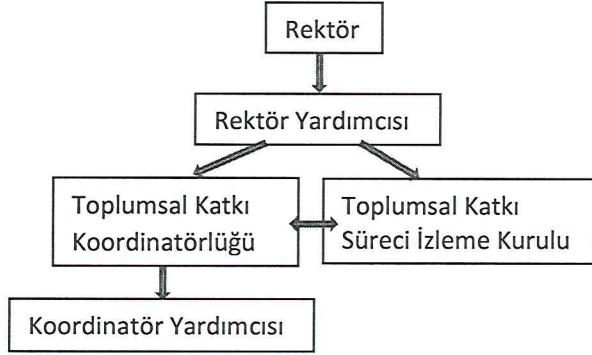 Rektör
Rektör Yardımcısı
Toplumsal Katkı
Koordinatörlüğü
Toplumsal Katkı
Süreci İzleme Kurulu
Koordinatör Yardımcısı